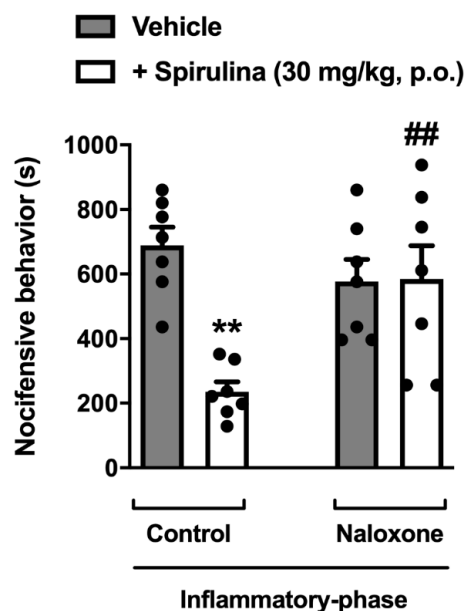 Vehicle
+ Spirulina (30 mg/kg, p.o.)
Nocifensive behavior (s)
1000
800
600
400
200
0
**
##
Control
Naloxone
Inflammatory-phase